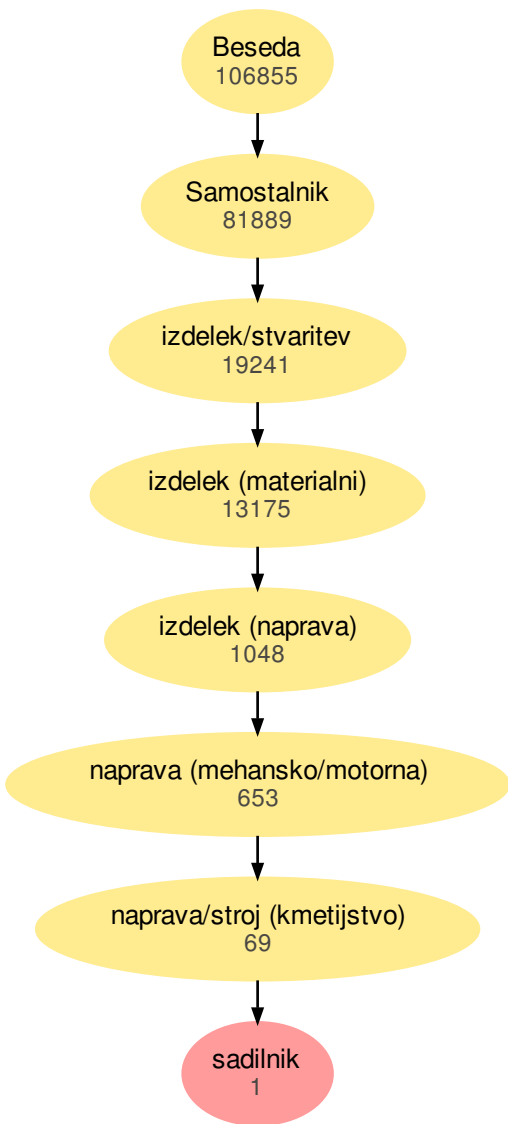 Beseda
106855
Samostalnik
81889
izdelek/stvaritev
19241
izdelek (materialni)
13175
izdelek (naprava)
1048
naprava (mehansko/motorna)
653
naprava/stroj (kmetijstvo)
69
sadilnik
1